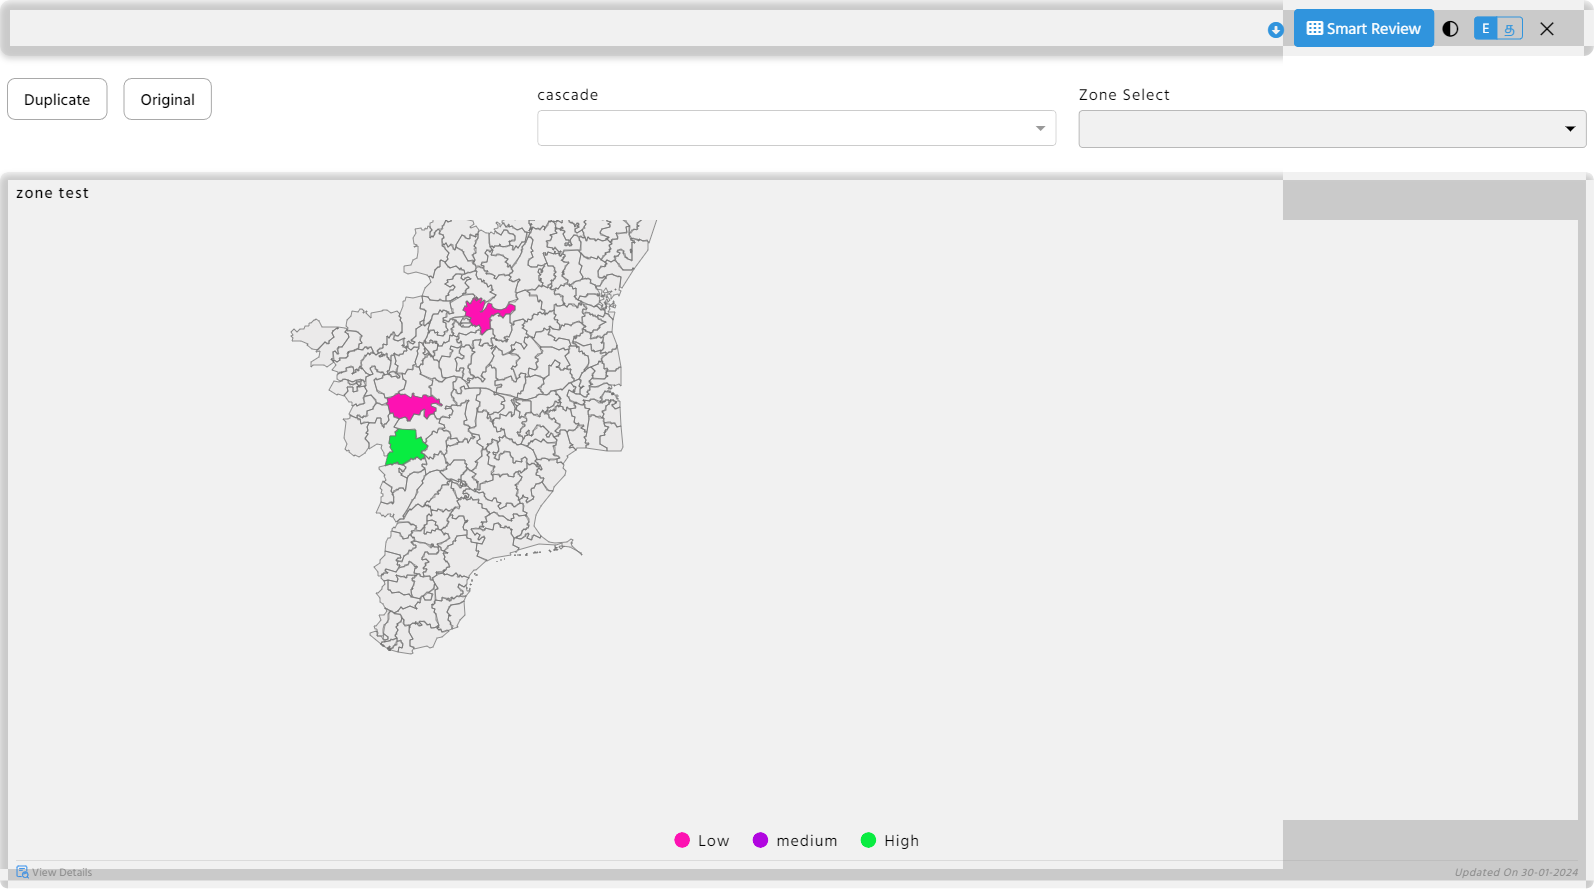 Smart Review
E த
Duplicate
Original
cascade
Zone Select
zone test
Low
medium
High
View Details
Updated On 30-01-2024